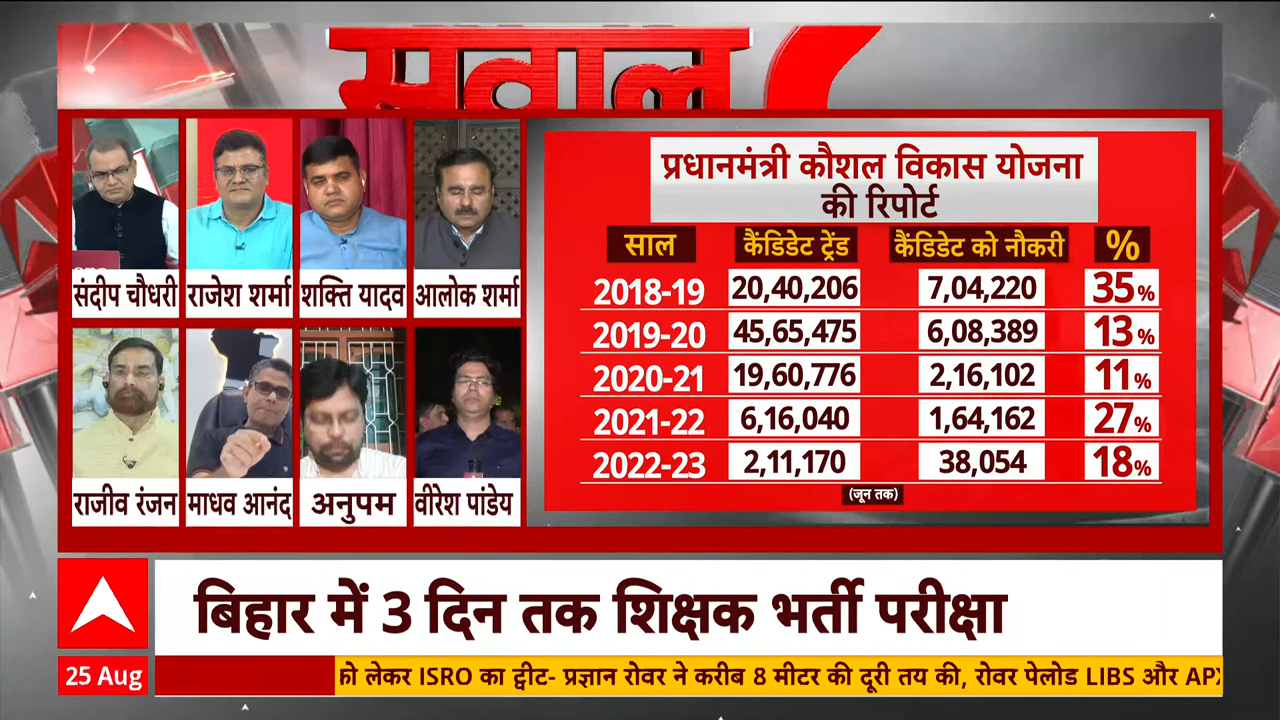 सवाल
प्रधानमंत्री कौशल विकास योजना
की रिपोर्ट
साल कैंडिडेट ट्रेंड कैंडिडेट को नौकरी %
2018-19 20,40,206 7,04,220 35%
2019-20 45,65,475 6,08,389 13%
2020-21 19,60,776 2,16,102 11%
2021-22 6,16,040 1,64,162 27%
2022-23 2,11,170 38,054 18%
(जून तक)
संदीप चौधरी राजेश शर्मा शक्ति यादव आलोक शर्मा
राजीव रंजन माधव आनंद अनुपम वीरेश पांडेय
बिहार में 3 दिन तक शिक्षक भर्ती परीक्षा
25 Aug को लेकर ISRO का ट्वीट- प्रज्ञान रोवर ने करीब 8 मीटर की दूरी तय की, रोवर पेलोड LIBS और